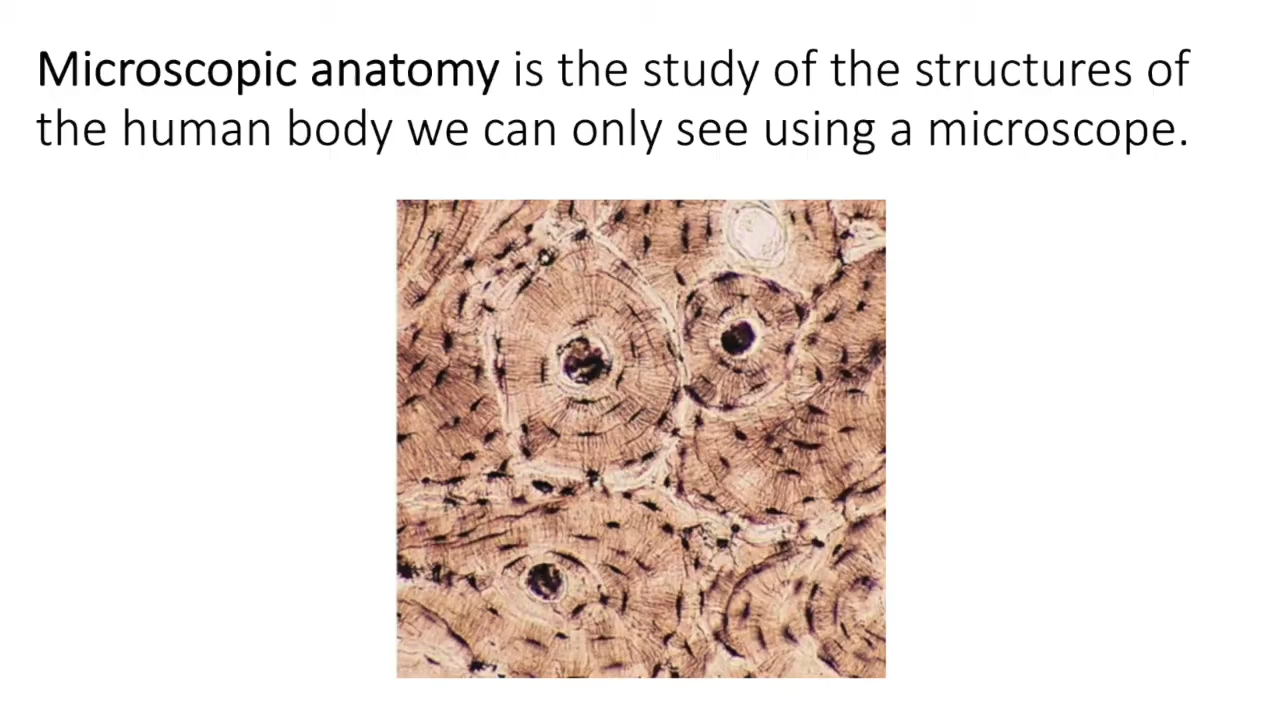 Microscopic anatomy is the study of the structures of
the human body we can only see using a microscope.